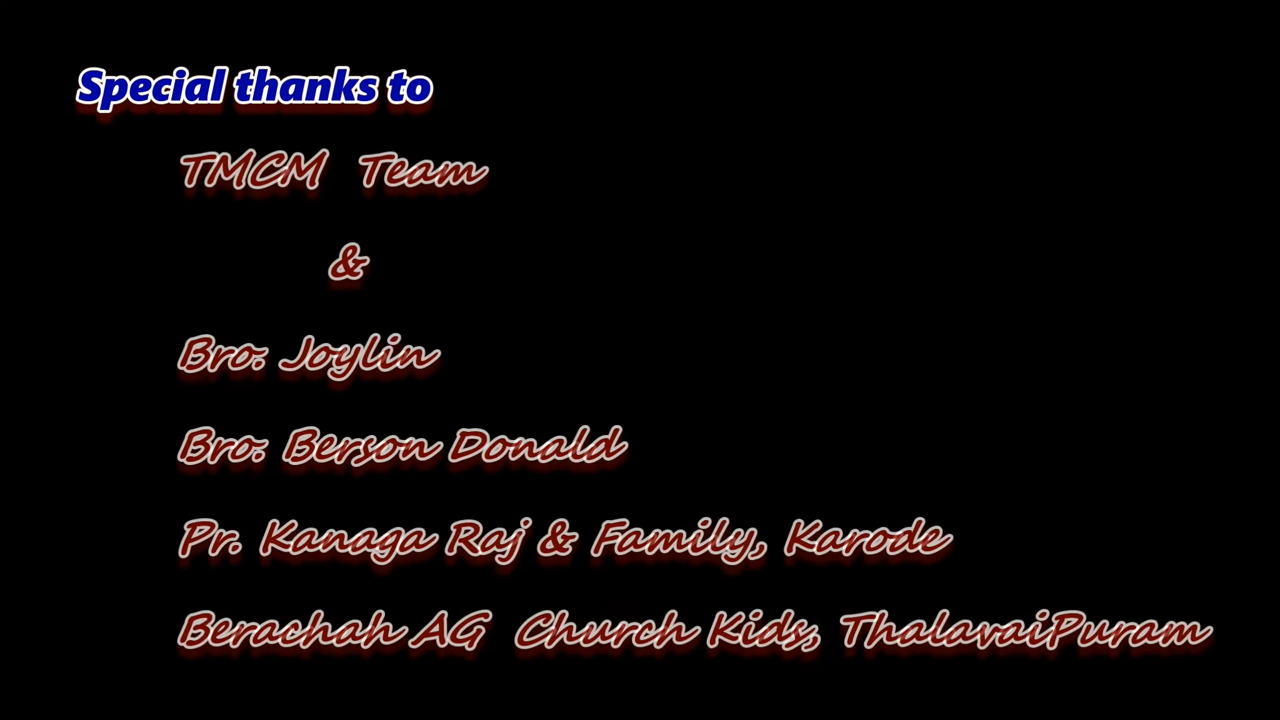 Special thanks to
TMCM Team
&
Bro. Joylin
Bro. Berson Donald
Pr. Kanaga Raj & Family, Karode
Berachah AG Church Kids, ThalavaiPuram